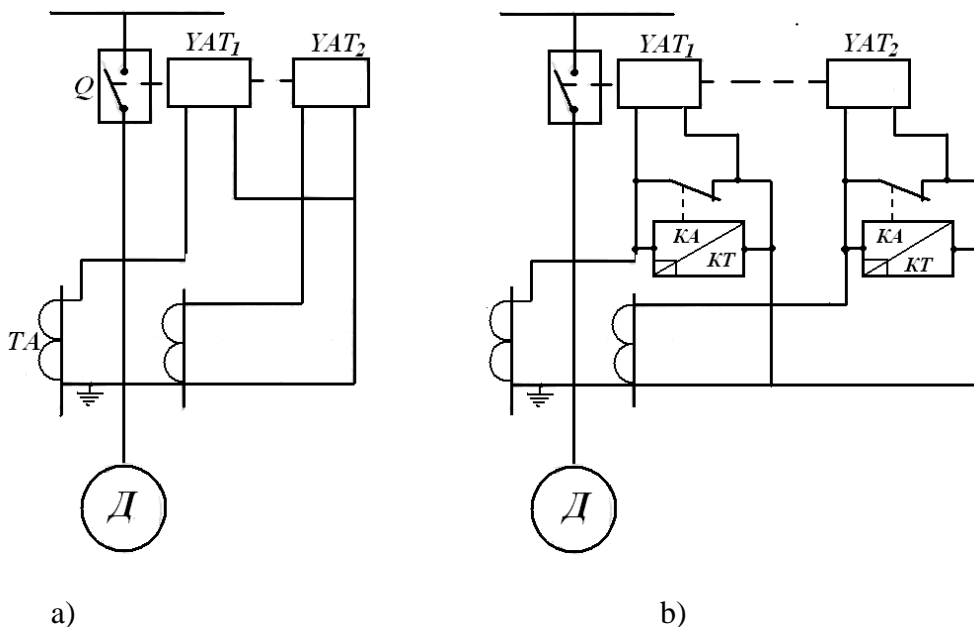 YAT₁ YAT₂ YAT₁ YAT₂
Q
KA KA
KT KT
TA
Д Д
a) b)